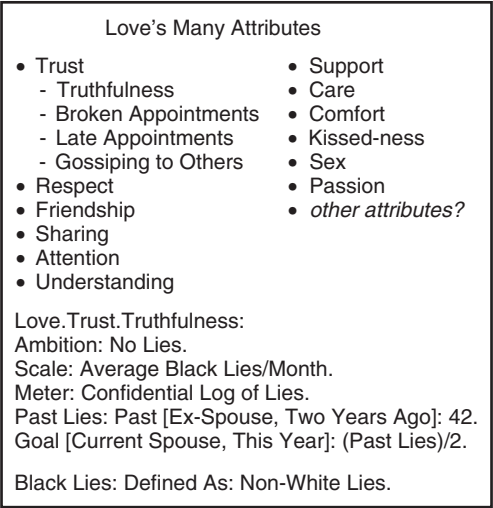 Love's Many Attributes
• Trust
- Truthfulness
- Broken Appointments
- Late Appointments
- Gossiping to Others
• Respect
• Friendship
• Sharing
• Attention
• Understanding
• Support
• Care
• Comfort
• Kissed-ness
• Sex
• Passion
• other attributes?
Love.Trust.Truthfulness:
Ambition: No Lies.
Scale: Average Black Lies/Month.
Meter: Confidential Log of Lies.
Past Lies: Past [Ex-Spouse, Two Years Ago]: 42.
Goal [Current Spouse, This Year]: (Past Lies)/2.
Black Lies: Defined As: Non-White Lies.